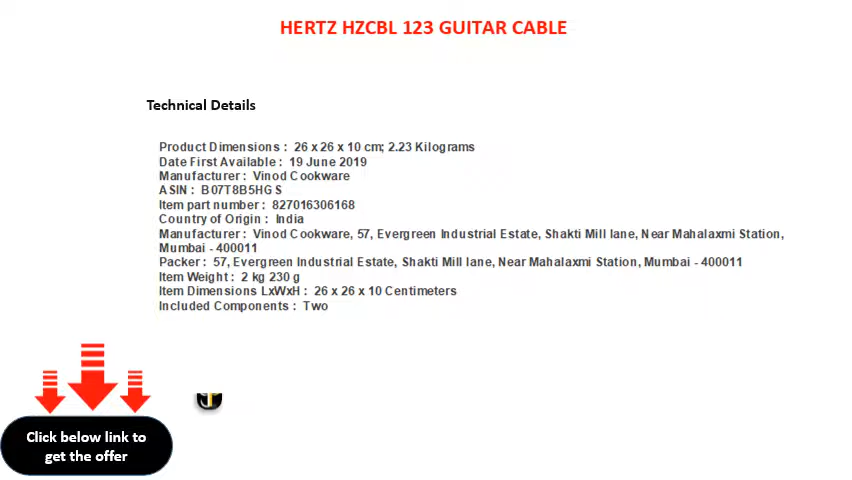 HERTZ HZCBL 123 GUITAR CABLE
Technical Details
Product Dimensions : 26 x 26 x 10 cm; 2.23 Kilograms
Date First Available : 19 June 2019
Manufacturer : Vinod Cookware
ASIN : B07T8B5HGS
Item part number : 827016306168
Country of Origin : India
Manufacturer : Vinod Cookware, 57, Evergreen Industrial Estate, Shakti Mill lane, Near Mahalaxmi Station,
Mumbai - 400011
Packer : 57, Evergreen Industrial Estate, Shakti Mill lane, Near Mahalaxmi Station, Mumbai - 400011
Item Weight : 2 kg 230 g
Item Dimensions LxWxH : 26 x 26 x 10 Centimeters
Included Components : Two
Click below link to
get the offer